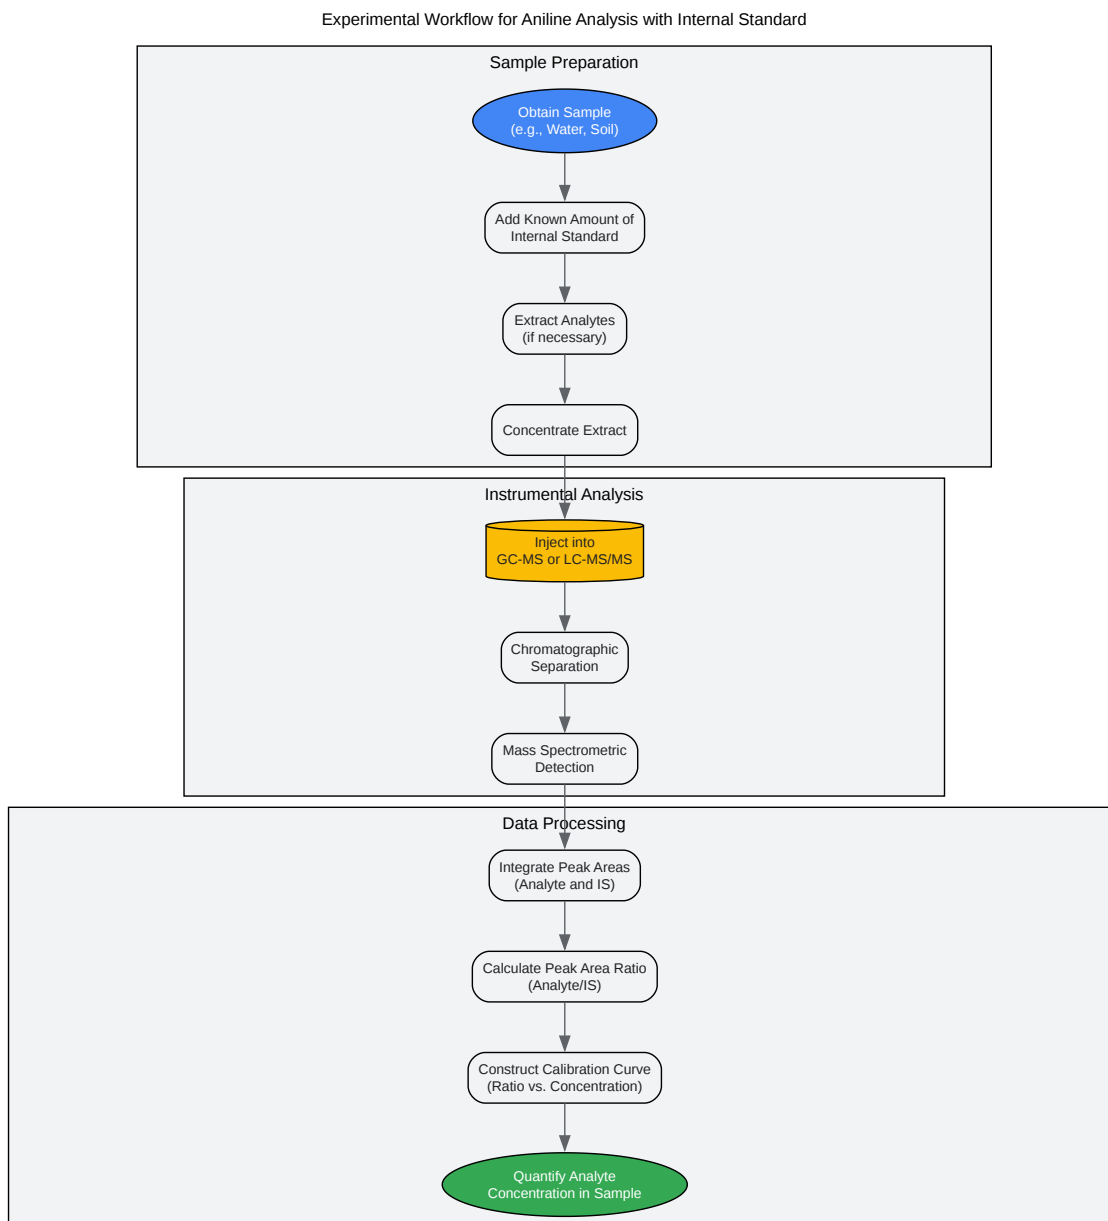 Experimental Workflow for Aniline Analysis with Internal Standard
Sample Preparation
Obtain Sample
(e.g., Water, Soil)
Add Known Amount of
Internal Standard
Extract Analytes
(if necessary)
Concentrate Extract
Instrumental Analysis
Inject into
GC-MS or LC-MS/MS
Chromatographic
Separation
Mass Spectrometric
Detection
Data Processing
Integrate Peak Areas
(Analyte and IS)
Calculate Peak Area Ratio
(Analyte/IS)
Construct Calibration Curve
(Ratio vs. Concentration)
Quantify Analyte
Concentration in Sample